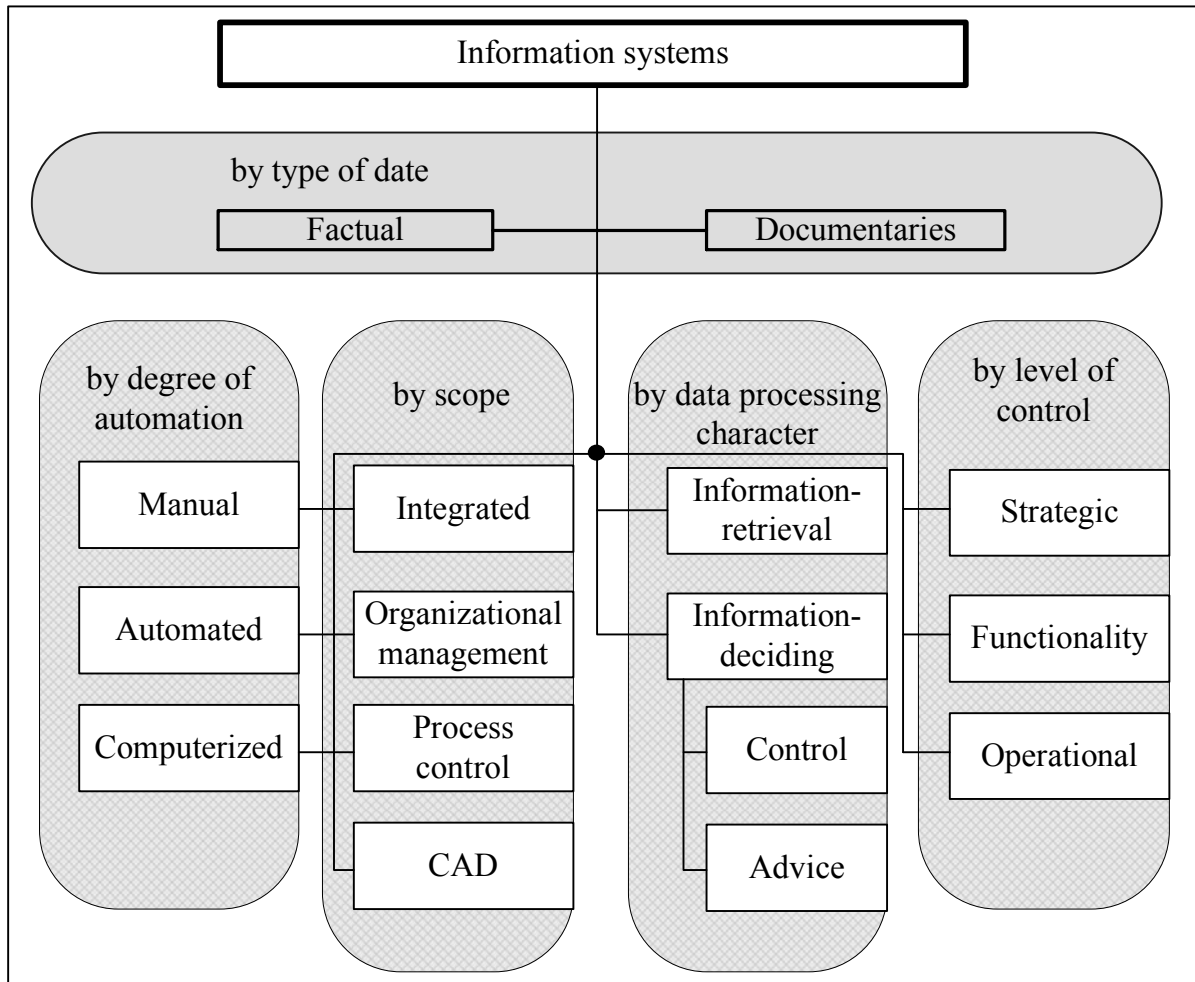 Information systems
by type of date
Factual
Documentaries
by degree of
automation
Manual
Automated
Computerized
by scope
Integrated
Organizational
management
Process
control
CAD
by data processing
character
Information-
retrieval
Information-
deciding
Control
Advice
by level of
control
Strategic
Functionality
Operational